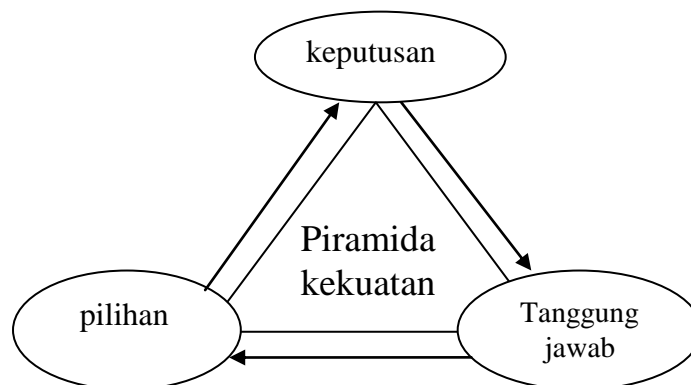 keputusan
Piramida
kekuatan
pilihan
Tanggung
jawab